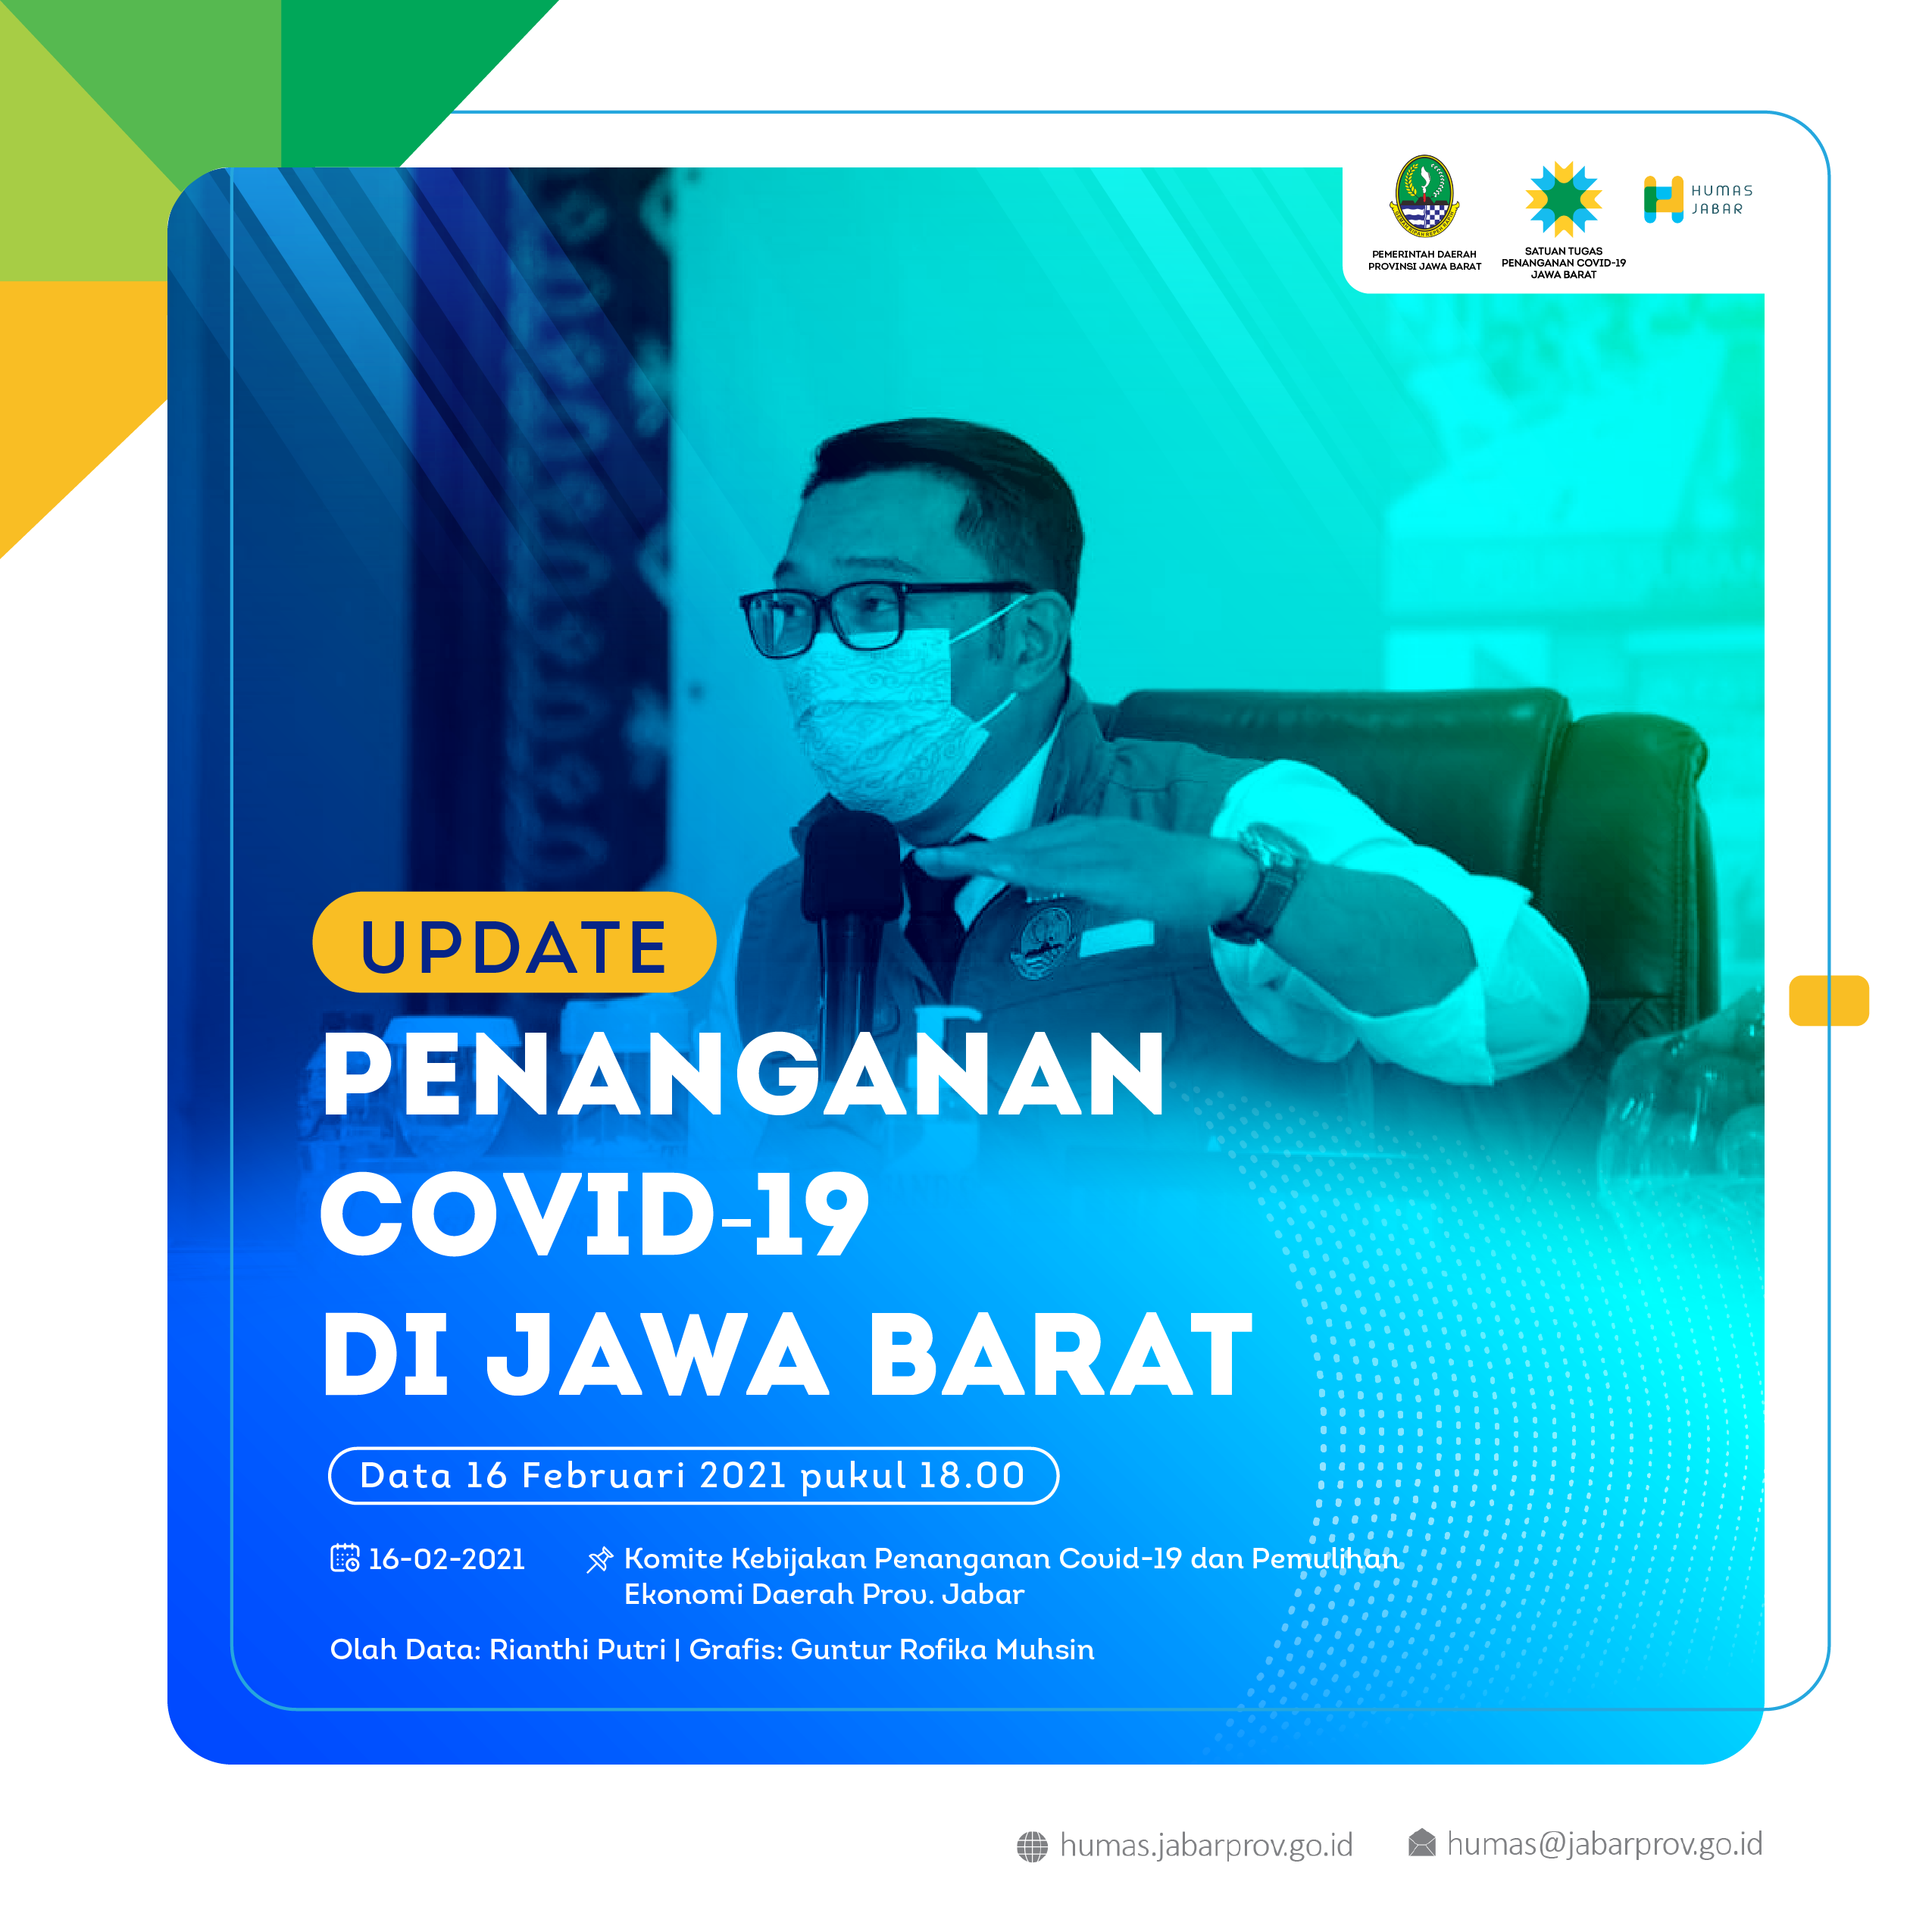 PEMERINTAH DAERAH
PROVINSI JAWA BARAT
SATUAN TUGAS
PENANGANAN COVID-19
JAWA BARAT
HUMAS
JABAR
UPDATE
PENANGANAN
COVID-19
DI JAWA BARAT
Data 16 Februari 2021 pukul 18.00
16-02-2021
Komite Kebijakan Penanganan Covid-19 dan Pemulihan
Ekonomi Daerah Prov. Jabar
Olah Data: Rianthi Putri | Grafis: Guntur Rofika Muhsin
humas.jabarprov.go.id
humas@jabarprov.go.id